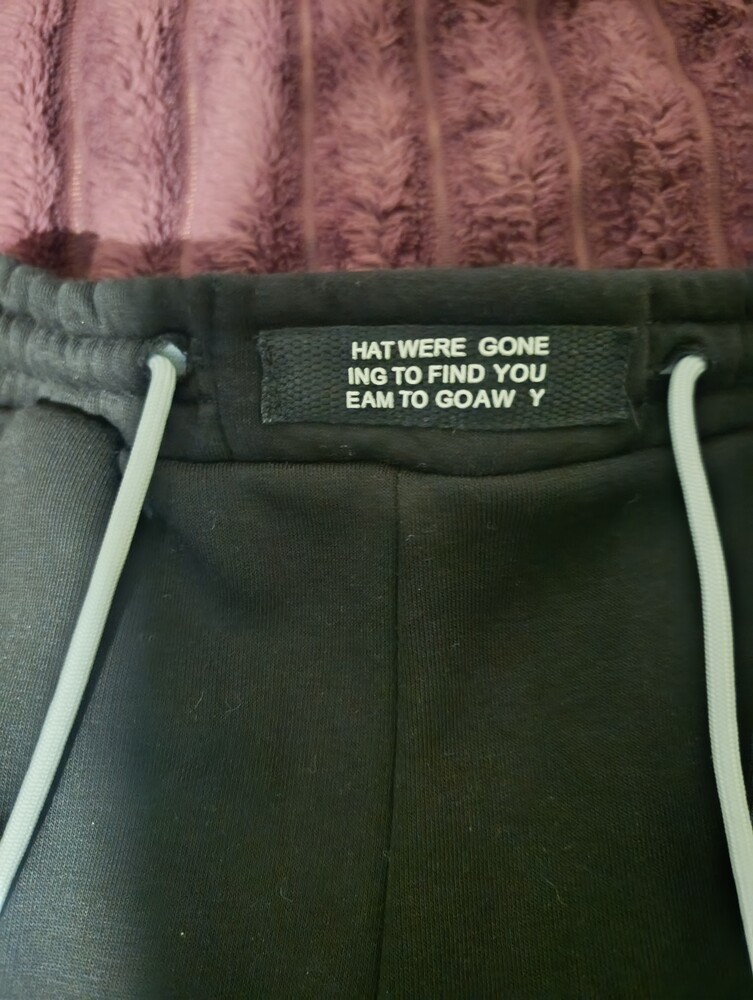 HAT WERE GONE
ING TO FIND YOU
EAM TO GOAW Y